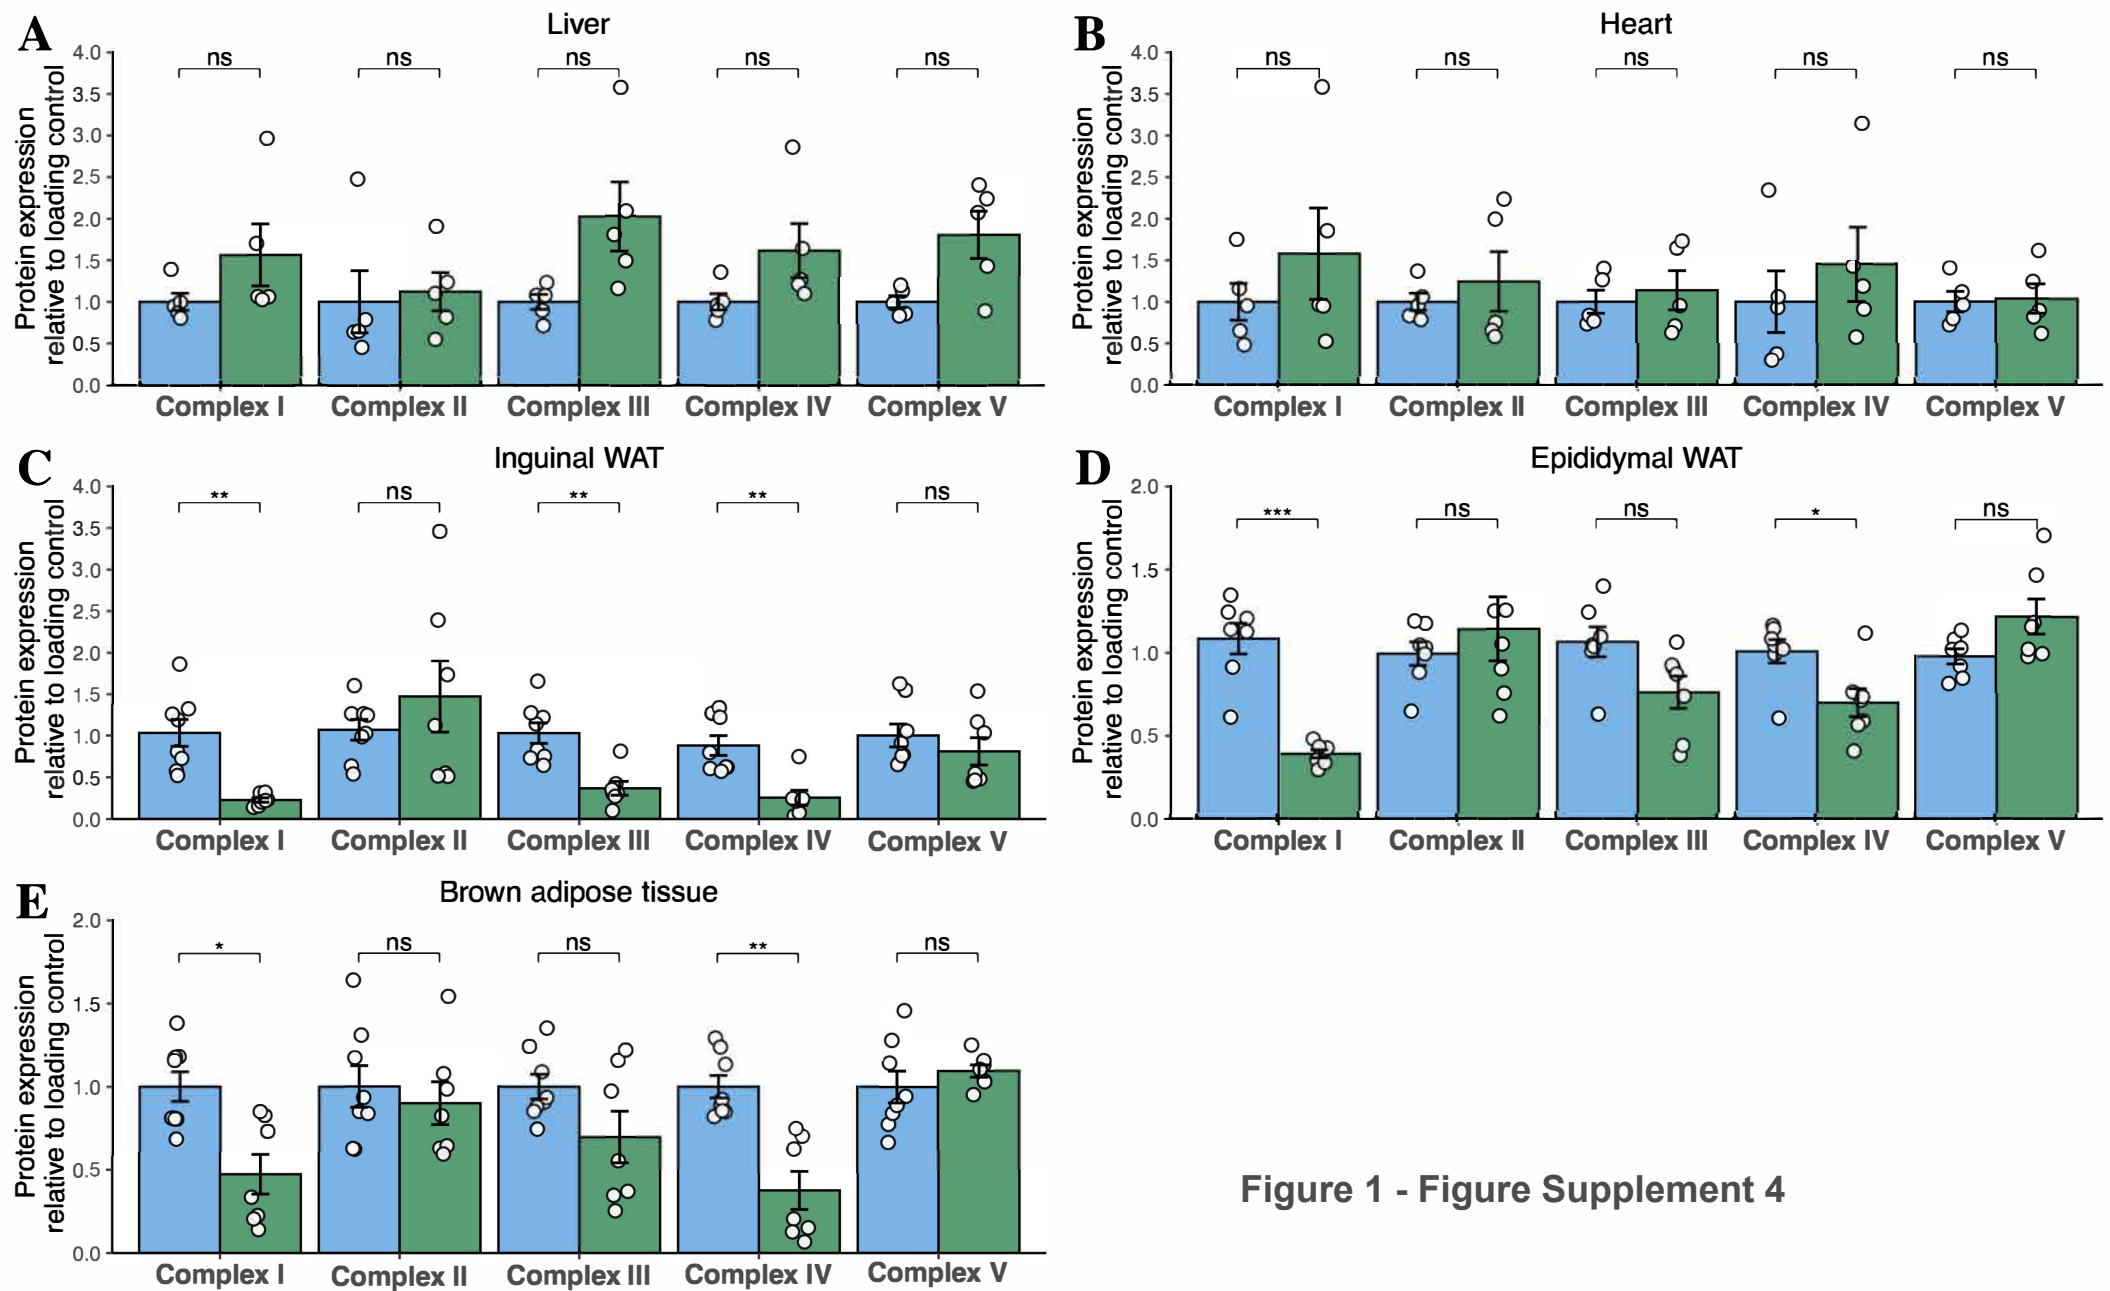 A
Liver
Protein expression
relative to loading control
4.0
3.5
3.0
2.5
2.0
1.5
1.0
0.5
0.0
ns
ns
ns
ns
ns
Complex I
Complex II
Complex III
Complex IV
Complex V
B
Heart
Protein expression
relative to loading control
4.0
3.5
3.0
2.5
2.0
1.5
1.0
0.5
0.0
ns
ns
ns
ns
ns
Complex I
Complex II
Complex III
Complex IV
Complex V
C
Inguinal WAT
Protein expression
relative to loading control
4.0
3.5
3.0
2.5
2.0
1.5
1.0
0.5
0.0
**
ns
**
**
ns
Complex I
Complex II
Complex III
Complex IV
Complex V
D
Epididymal WAT
Protein expression
relative to loading control
2.0
1.5
1.0
0.5
0.0
***
ns
ns
*
ns
Complex I
Complex II
Complex III
Complex IV
Complex V
E
Brown adipose tissue
Protein expression
relative to loading control
2.0
1.5
1.0
0.5
0.0
*
ns
ns
**
ns
Complex I
Complex II
Complex III
Complex IV
Complex V
Figure 1 - Figure Supplement 4